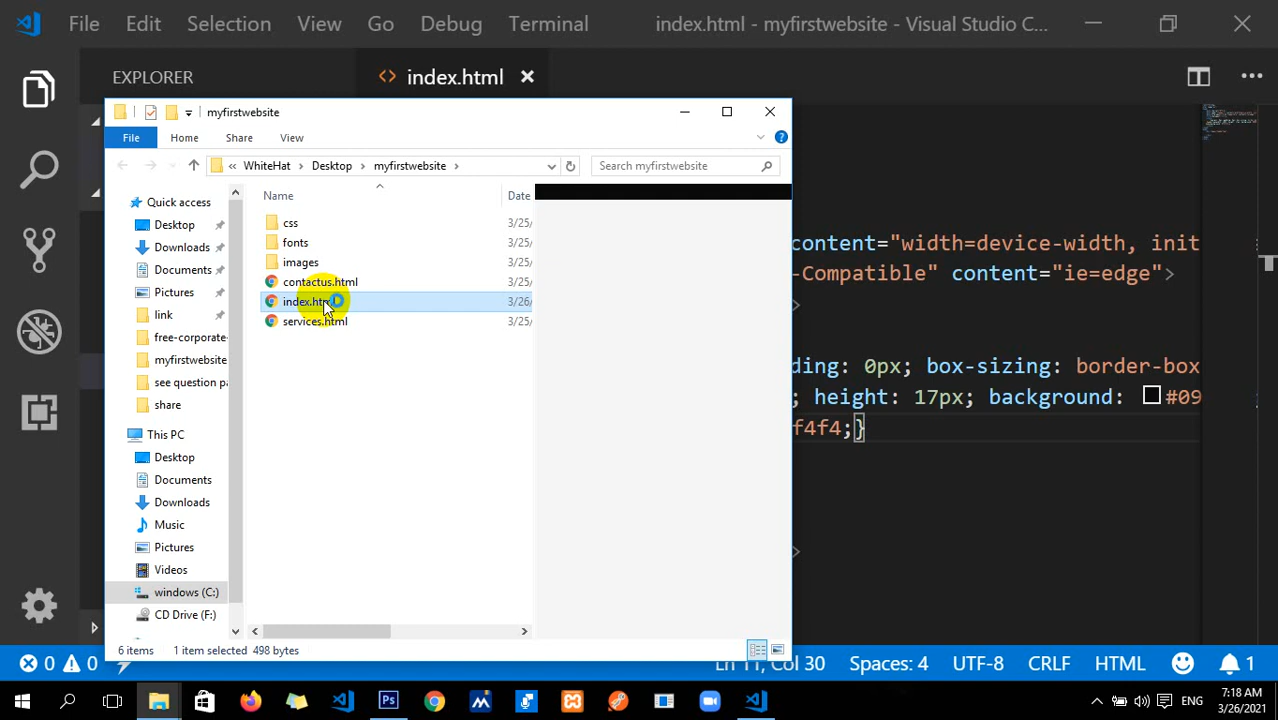 File Edit Selection View Go Debug Terminal index.html - myfirstwebsite - Visual Studio C...
EXPLORER
<> index.html
myfirstwebsite
File Home Share View
« WhiteHat > Desktop > myfirstwebsite >
Search myfirstwebsite
Quick access
Desktop
Downloads
Documents
Pictures
link
free-corporate-
myfirstwebsite
see question pa
share
This PC
Desktop
Documents
Downloads
Music
Pictures
Videos
windows (C:)
CD Drive (F:)
Name Date
css 3/25/
fonts 3/25/
images 3/25/
contactus.html 3/25/
index.html 3/26/
services.html 3/25/
6 items 1 item selected 498 bytes
content="width=device-width, init
-Compatible" content="ie=edge">
>
ding: 0px; box-sizing: border-box
; height: 17px; background: #09
f4f4;}
>
0 0 Ln 11, Col 30 Spaces: 4 UTF-8 CRLF HTML 1
ENG
7:18 AM
3/26/2021